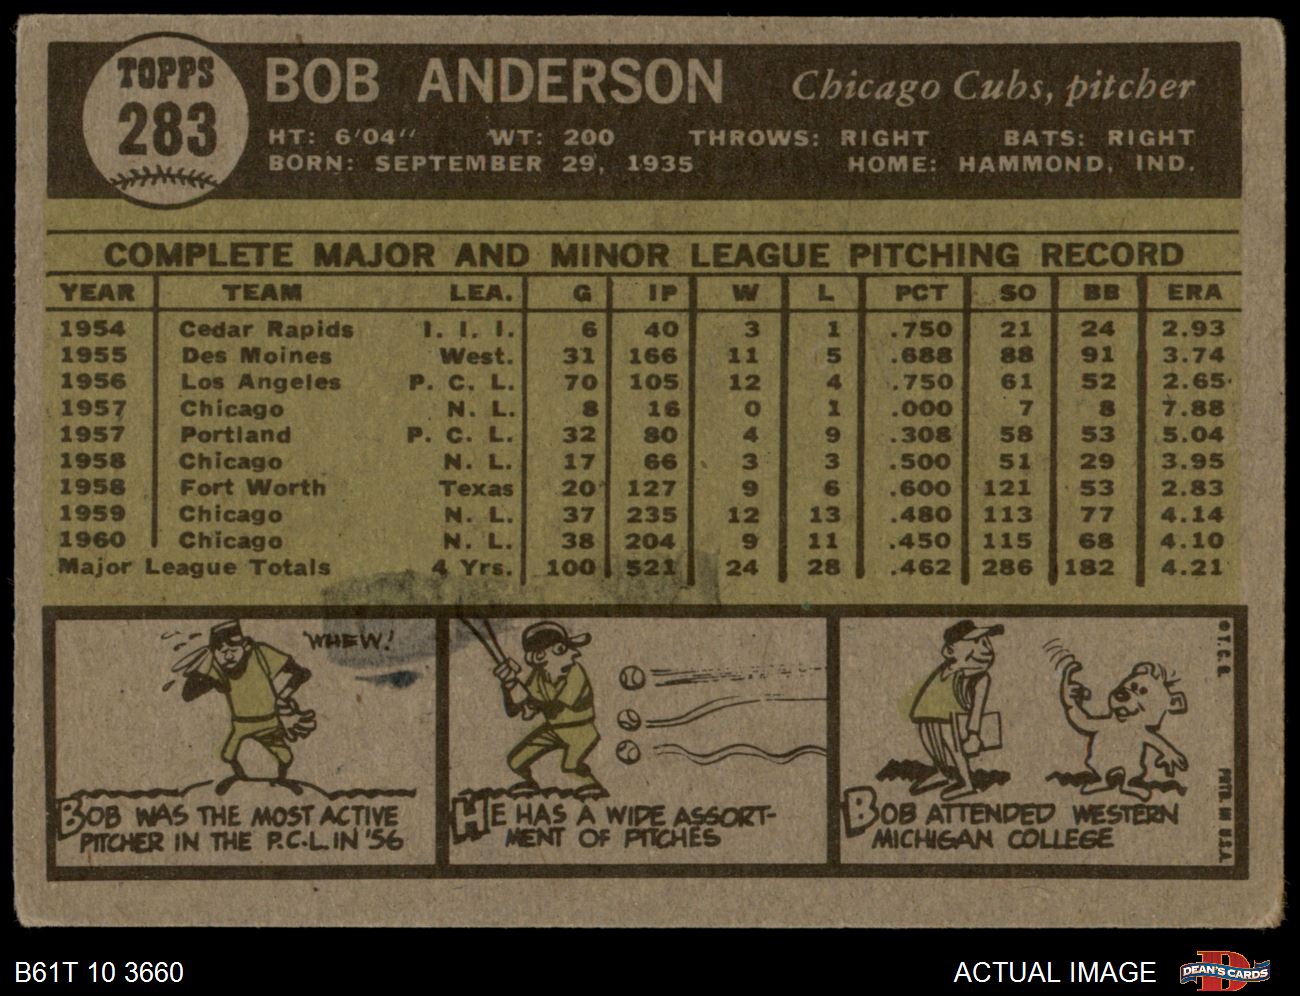 TOPPS
283
BOB ANDERSON Chicago Cubs, pitcher
HT: 6'04" WT: 200 THROWS: RIGHT BATS: RIGHT
BORN: SEPTEMBER 29, 1935 HOME: HAMMOND, IND.
COMPLETE MAJOR AND MINOR LEAGUE PITCHING RECORD
YEAR TEAM LEA. G IP W L PCT SO BB ERA
1954 Cedar Rapids I. I. I. 6 40 3 1 .750 21 24 2.93
1955 Des Moines West. 31 166 11 5 .688 88 91 3.74
1956 Los Angeles P. C. L. 70 105 12 4 .750 61 52 2.65
1957 Chicago N. L. 8 16 0 1 .000 7 8 7.88
1957 Portland P. C. L. 32 80 4 9 .308 58 53 5.04
1958 Chicago N. L. 17 66 3 3 .500 51 29 3.95
1958 Fort Worth Texas 20 127 9 6 .600 121 53 2.83
1959 Chicago N. L. 37 235 12 13 .480 113 77 4.14
1960 Chicago N. L. 38 204 9 11 .450 115 68 4.10
Major League Totals 4 Yrs. 100 521 24 28 .462 286 182 4.21
WHEW!
BOB WAS THE MOST ACTIVE
PITCHER IN THE P.C.L. IN '56
HE HAS A WIDE ASSORT-
MENT OF PITCHES
BOB ATTENDED WESTERN
MICHIGAN COLLEGE
© T. C. G.
PRTD. IN U.S.A.
B61T 10 3660
ACTUAL IMAGE
D
DEAN'S CARDS